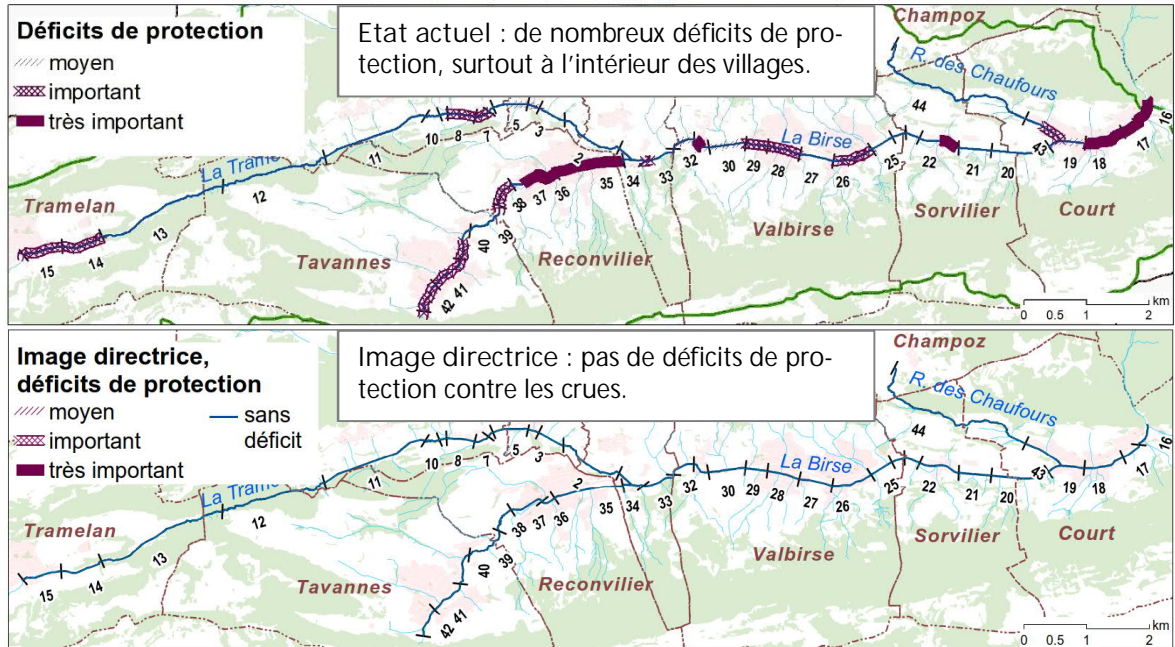 Déficits de protection
moyen
important
très important
Etat actuel : de nombreux déficits de pro-
tection, surtout à l'intérieur des villages.
Champoz
R. des Chaufours
La Birse
La Trame
Tramelan
Tavannes
Reconvilier
Valbirse
Sorvilier
Court
15
14
13
12
11
10
8
7
5
3
2
42
41
40
39
38
37
36
35
34
33
32
30
29
28
27
26
25
22
21
20
44
43
19
18
17
16
0 0.5 1 2 km
Image directrice,
déficits de protection
moyen
important
très important
sans
déficit
Image directrice : pas de déficits de pro-
tection contre les crues.
Champoz
R. des Chaufours
La Birse
La Trame
Tramelan
Tavannes
Reconvilier
Valbirse
Sorvilier
Court
15
14
13
12
11
10
8
7
5
3
2
42
41
40
39
38
37
36
35
34
33
32
30
29
28
27
26
25
22
21
20
44
43
19
18
17
16
0 0.5 1 2 km